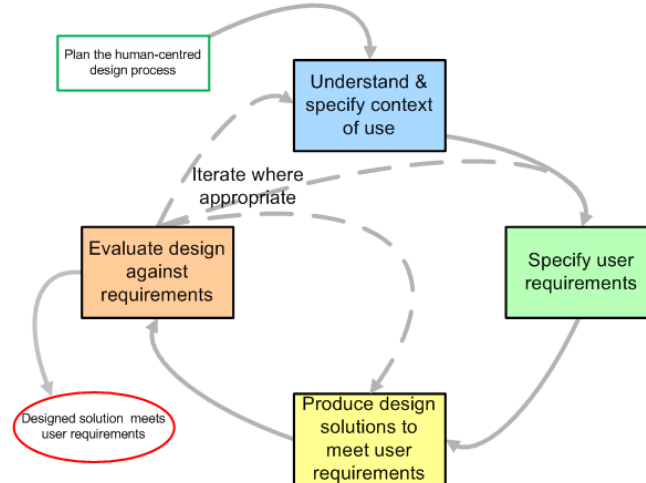 Plan the human-centred
design process
Understand &
specify context
of use
Iterate where
appropriate
Evaluate design
against
requirements
Specify user
requirements
Designed solution meets
user requirements
Produce design
solutions to
meet user
requirements